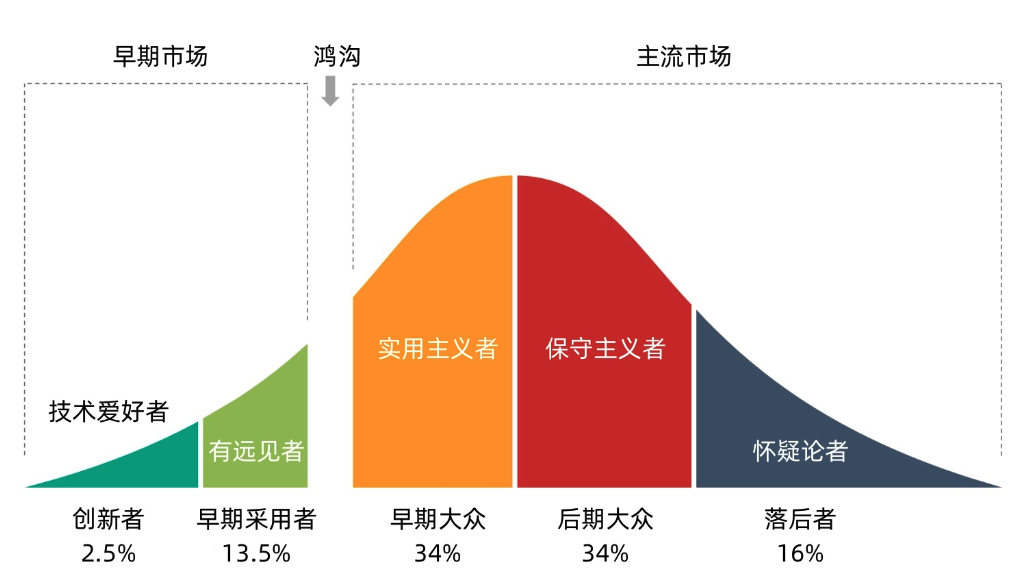 早期市场
鸿沟
主流市场
实用主义者
保守主义者
技术爱好者
有远见者
怀疑论者
创新者
早期采用者
早期大众
后期大众
落后者
2.5%
13.5%
34%
34%
16%